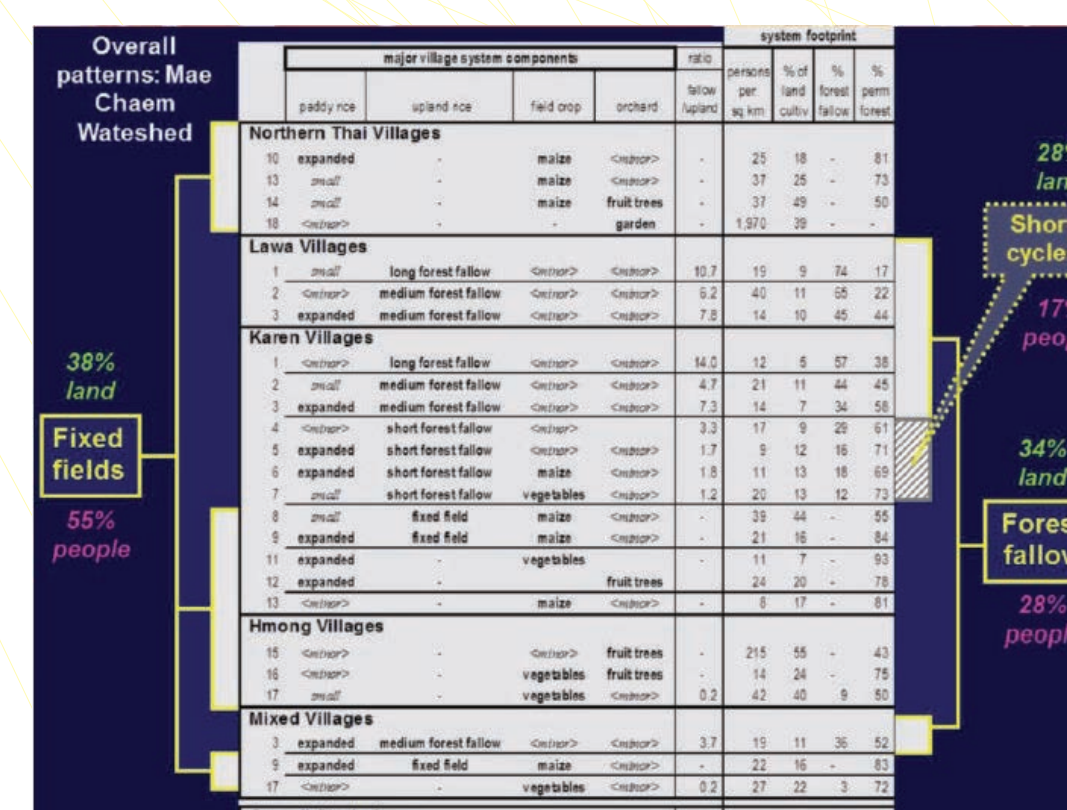 Overall
patterns: Mae
Chaem
Wateshed
38%
land
Fixed
fields
55%
people
system footprint
major village system components ratio
paddy rice upland rice field crop orchard fallow /upland persons per sq. km % of land cultiv % forest fallow % perm forest
Northern Thai Villages
10 expanded - maize <minor> - 25 18 - 81
13 small - maize <minor> - 37 25 - 73
14 small - maize fruit trees - 37 49 - 50
18 <minor> - - garden - 1,970 39 - -
Lawa Villages
1 small long forest fallow <minor> <minor> 10.7 19 9 74 17
2 <minor> medium forest fallow <minor> <minor> 6.2 40 11 65 22
3 expanded medium forest fallow <minor> <minor> 7.8 14 10 45 44
Karen Villages
1 <minor> long forest fallow <minor> <minor> 14.0 12 5 57 38
2 small medium forest fallow <minor> <minor> 4.7 21 11 44 45
3 expanded medium forest fallow <minor> <minor> 7.3 14 7 34 58
4 <minor> short forest fallow <minor> 3.3 17 9 29 61
5 expanded short forest fallow <minor> <minor> 1.7 9 12 16 71
6 expanded short forest fallow maize <minor> 1.8 11 13 18 69
7 small short forest fallow vegetables <minor> 1.2 20 13 12 73
8 small fixed field maize <minor> - 39 44 - 55
9 expanded fixed field maize <minor> - 21 16 - 84
11 expanded - vegetables - 11 7 - 93
12 expanded - fruit trees - 24 20 - 78
13 <minor> - maize <minor> - 8 17 - 81
Hmong Villages
15 <minor> - <minor> fruit trees - 215 55 - 43
16 <minor> - vegetables fruit trees - 14 24 - 75
17 small - vegetables <minor> 0.2 42 40 9 50
Mixed Villages
3 expanded medium forest fallow <minor> <minor> 3.7 19 11 36 52
9 expanded fixed field maize <minor> - 22 16 - 83
17 <minor> - vegetables <minor> 0.2 27 22 3 72
28%
lan
Short
cycle
17%
peop
34%
land
Fores
fallow
28%
peopl